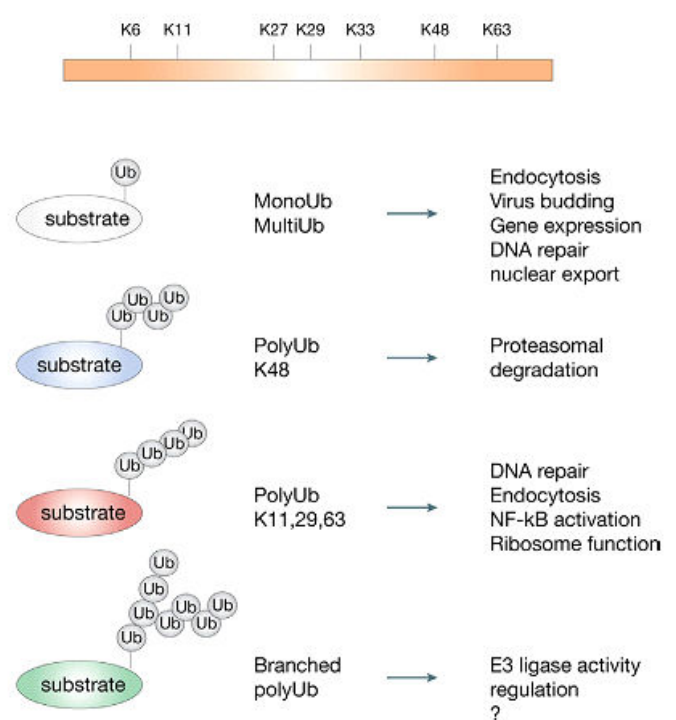 K6 K11 K27 K29 K33 K48 K63
Ub
substrate
MonoUb
MultiUb
Endocytosis
Virus budding
Gene expression
DNA repair
nuclear export
Ub Ub Ub Ub
substrate
PolyUb
K48
Proteasomal
degradation
Ub Ub Ub Ub
substrate
PolyUb
K11,29,63
DNA repair
Endocytosis
NF-kB activation
Ribosome function
Ub
Ub
Ub Ub Ub
Ub Ub
Ub
substrate
Branched
polyUb
E3 ligase activity
regulation
?